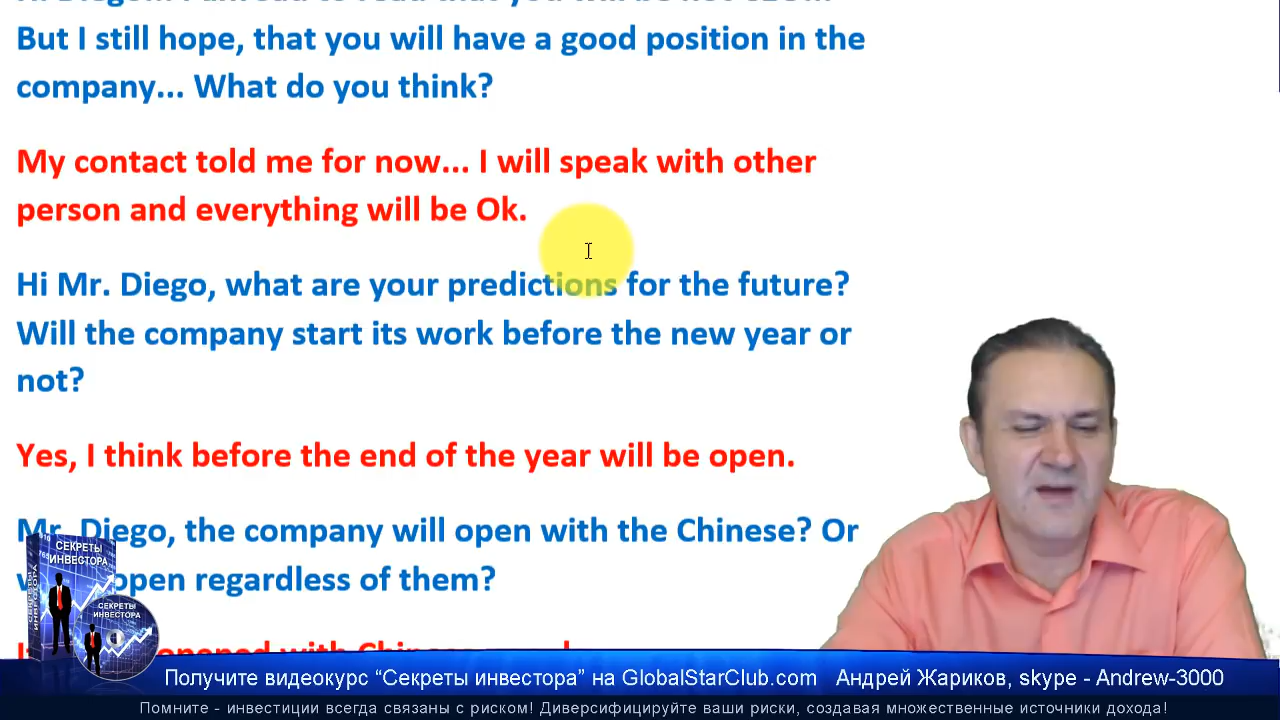 But I still hope, that you will have a good position in the
company... What do you think?
My contact told me for now... I will speak with other
person and everything will be Ok.
Hi Mr. Diego, what are your predictions for the future?
Will the company start its work before the new year or
not?
Yes, I think before the end of the year will be open.
Mr. Diego, the company will open with the Chinese? Or
open regardless of them?
СЕКРЕТЫ
ИНВЕСТОРА
СЕКРЕТЫ
ИНВЕСТОРА
Получите видеокурс “Секреты инвестора” на GlobalStarClub.com Андрей Жариков, skype - Andrew-3000
Помните - инвестиции всегда связаны с риском! Диверсифицируйте ваши риски, создавая множественные источники дохода!